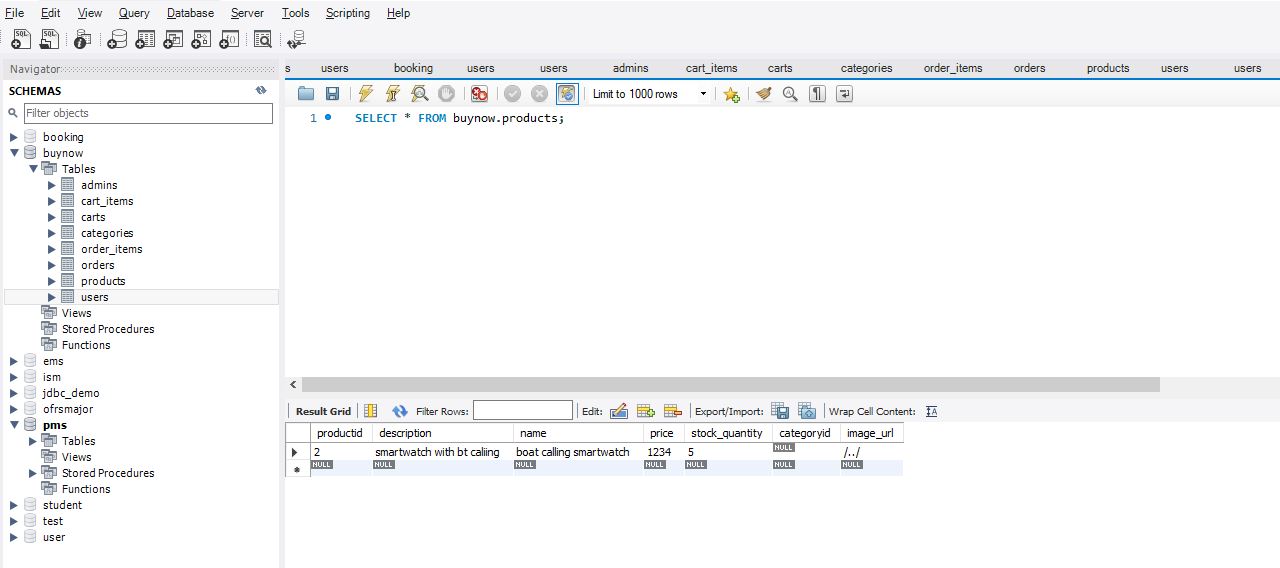 File Edit View Query Database Server Tools Scripting Help
Navigator
SCHEMAS
Filter objects
booking
buynow
Tables
admins
cart_items
carts
categories
order_items
orders
products
users
Views
Stored Procedures
Functions
ems
ism
jdbc_demo
ofrsmajor
pms
Tables
Views
Stored Procedures
Functions
student
test
user
s users booking users users admins cart_items carts categories order_items orders products users users
Limit to 1000 rows
1 SELECT * FROM buynow.products;
Result Grid Filter Rows: Edit: Export/Import: Wrap Cell Content:
productid description name price stock_quantity categoryid image_url
2 smartwatch with bt caliing boat calling smartwatch 1234 5 NULL /../
NULL NULL NULL NULL NULL NULL NULL